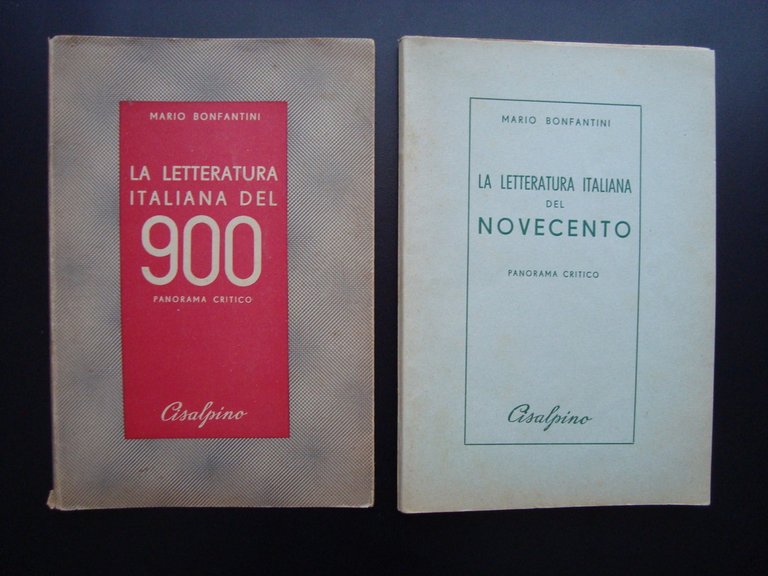 MARIO BONFANTINI
LA LETTERATURA
ITALIANA DEL
900
PANORAMA CRITICO
Cisalpino
MARIO BONFANTINI
LA LETTERATURA ITALIANA
DEL
NOVECENTO
PANORAMA CRITICO
Cisalpino